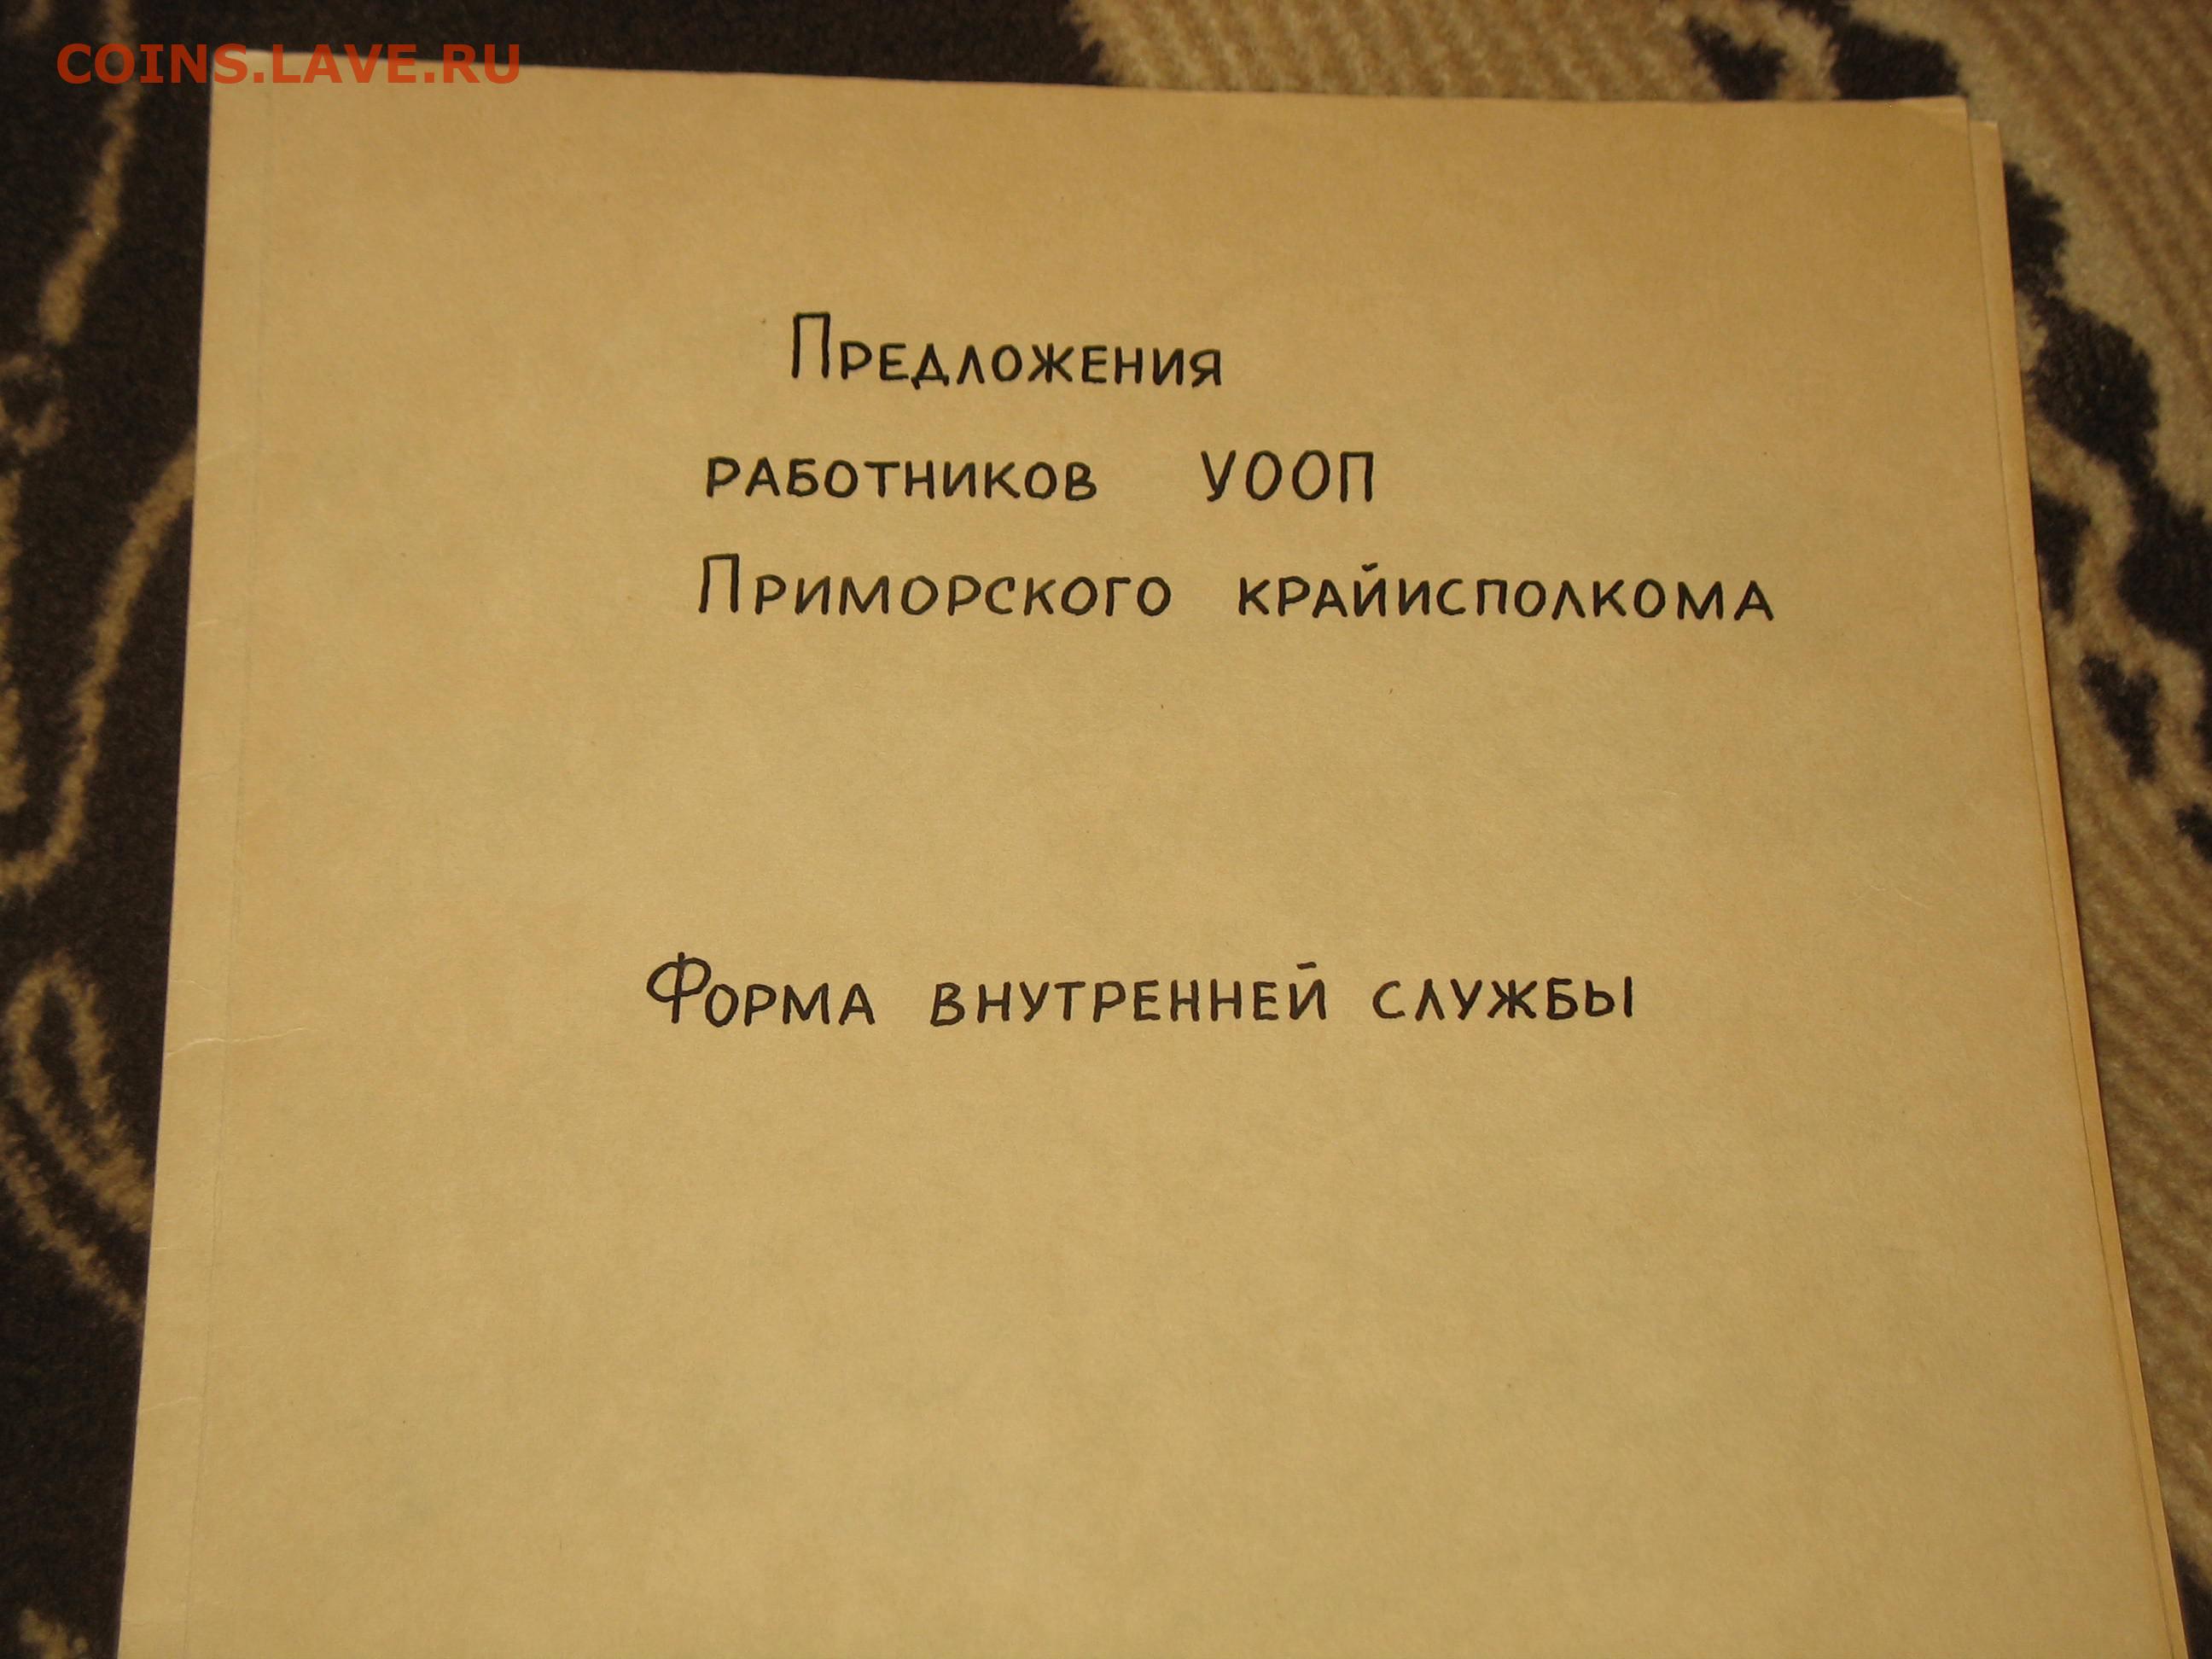 COINS.LAVE.RU
Предложения
работников УООП
Приморского крайисполкома
Форма внутренней службы